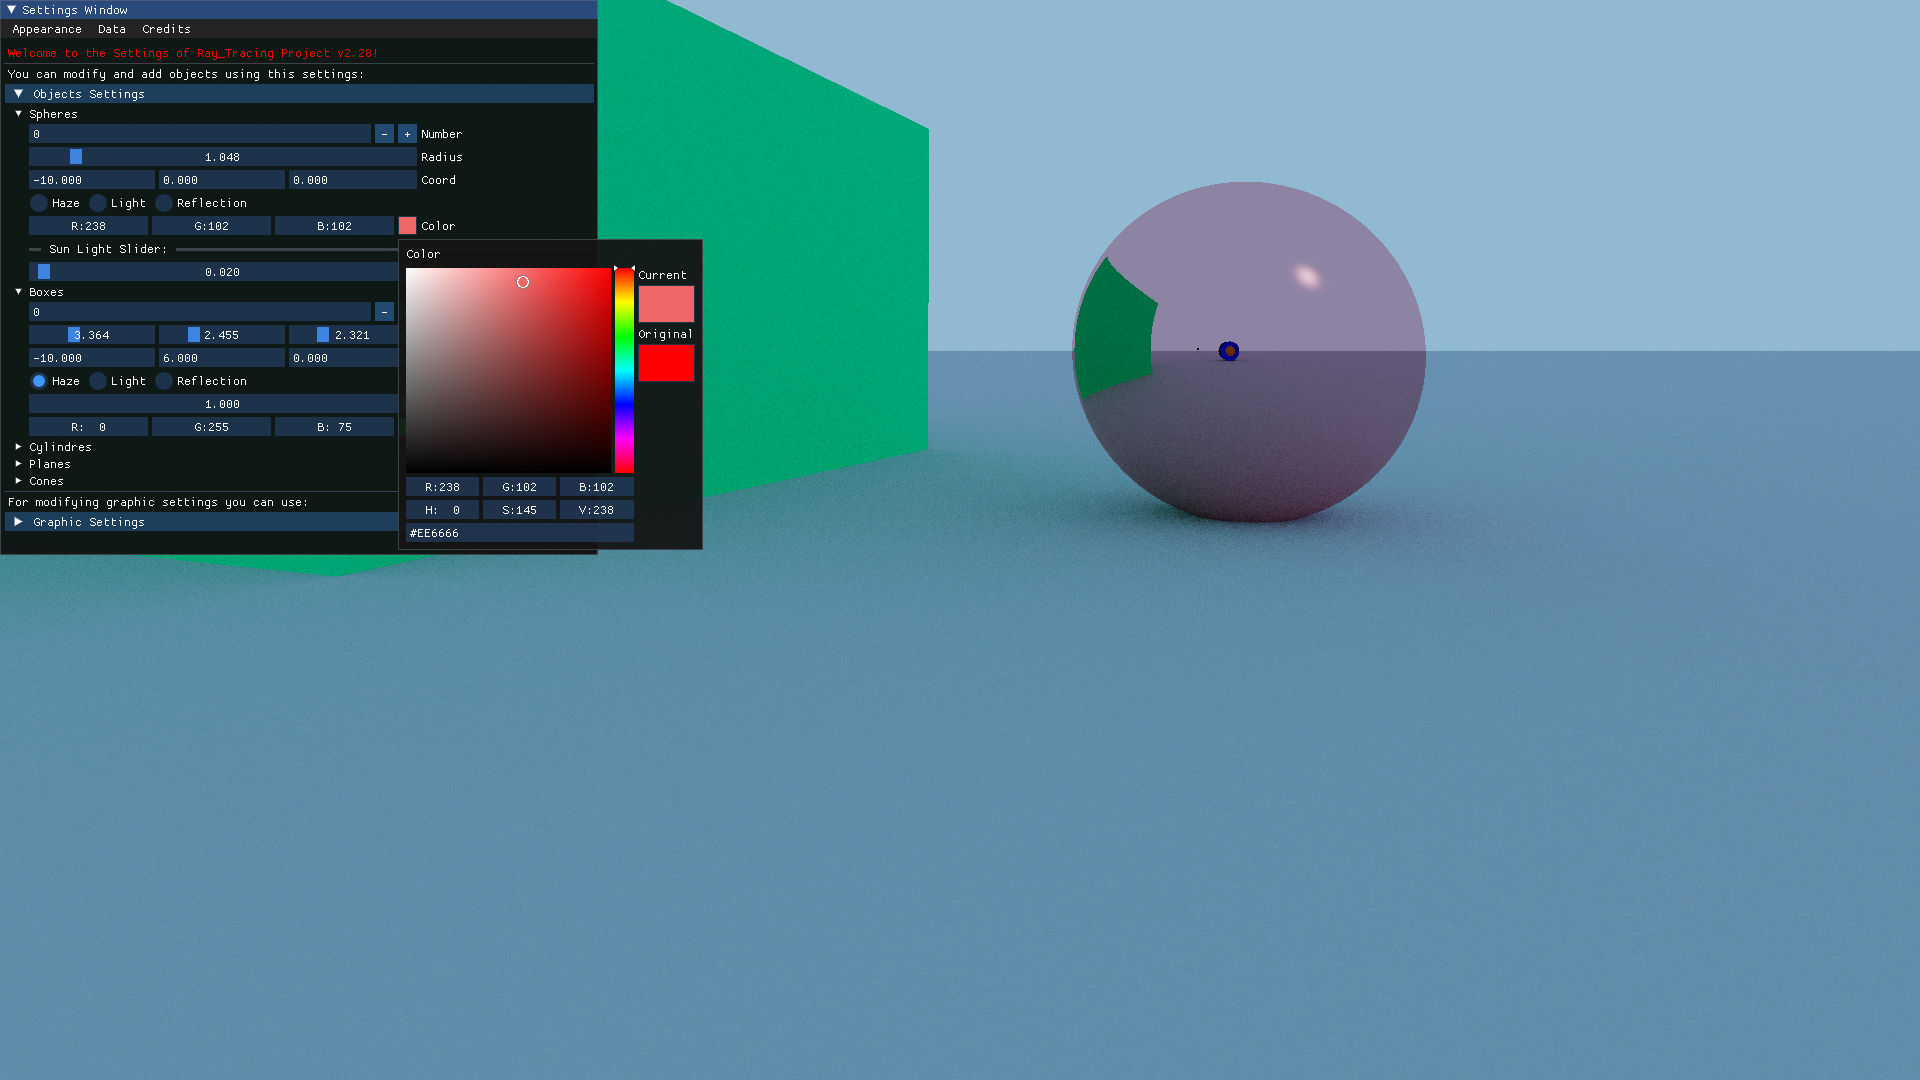 Settings Window
Appearance Data Credits
Welcome to the Settings of Ray_Tracing Project v2.28!
You can modify and add objects using this settings:
Objects Settings
Spheres
0 - + Number
1.048 Radius
-10.000 0.000 0.000 Coord
Haze Light Reflection
R:238 G:102 B:102 Color
Sun Light Slider:
0.020
Boxes
0 -
3.364 2.455 2.321
-10.000 6.000 0.000
Haze Light Reflection
1.000
R: 0 G:255 B: 75
Cylindres
Planes
Cones
For modifying graphic settings you can use:
Graphic Settings
Color
Current
Original
R:238 G:102 B:102
H: 0 S:145 V:238
#EE6666